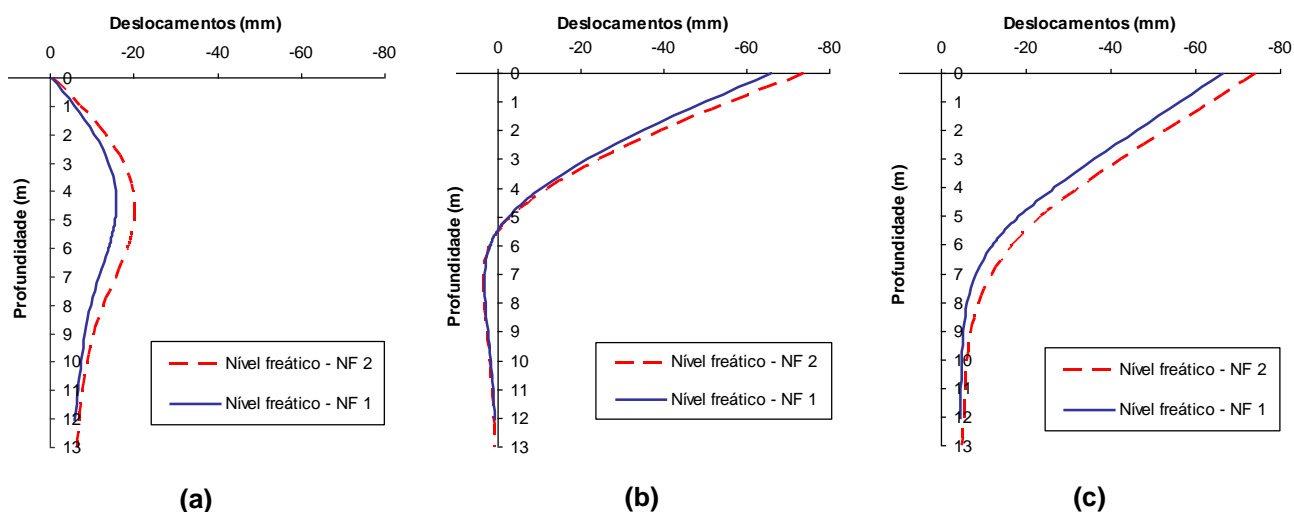 Deslocamentos (mm)
0 -20 -40 -60 -80
Profundidade (m)
0
1
2
3
4
5
6
7
8
9
10
11
12
13
Nível freático - NF 2
Nível freático - NF 1
(a)
Deslocamentos (mm)
0 -20 -40 -60 -80
Profundidade (m)
0
1
2
3
4
5
6
7
8
9
10
11
12
13
Nível freático - NF 2
Nível freático - NF 1
(b)
Deslocamentos (mm)
0 -20 -40 -60 -80
Profundidade (m)
0
1
2
3
4
5
6
7
8
9
10
11
12
13
Nível freático - NF 2
Nível freático - NF 1
(c)